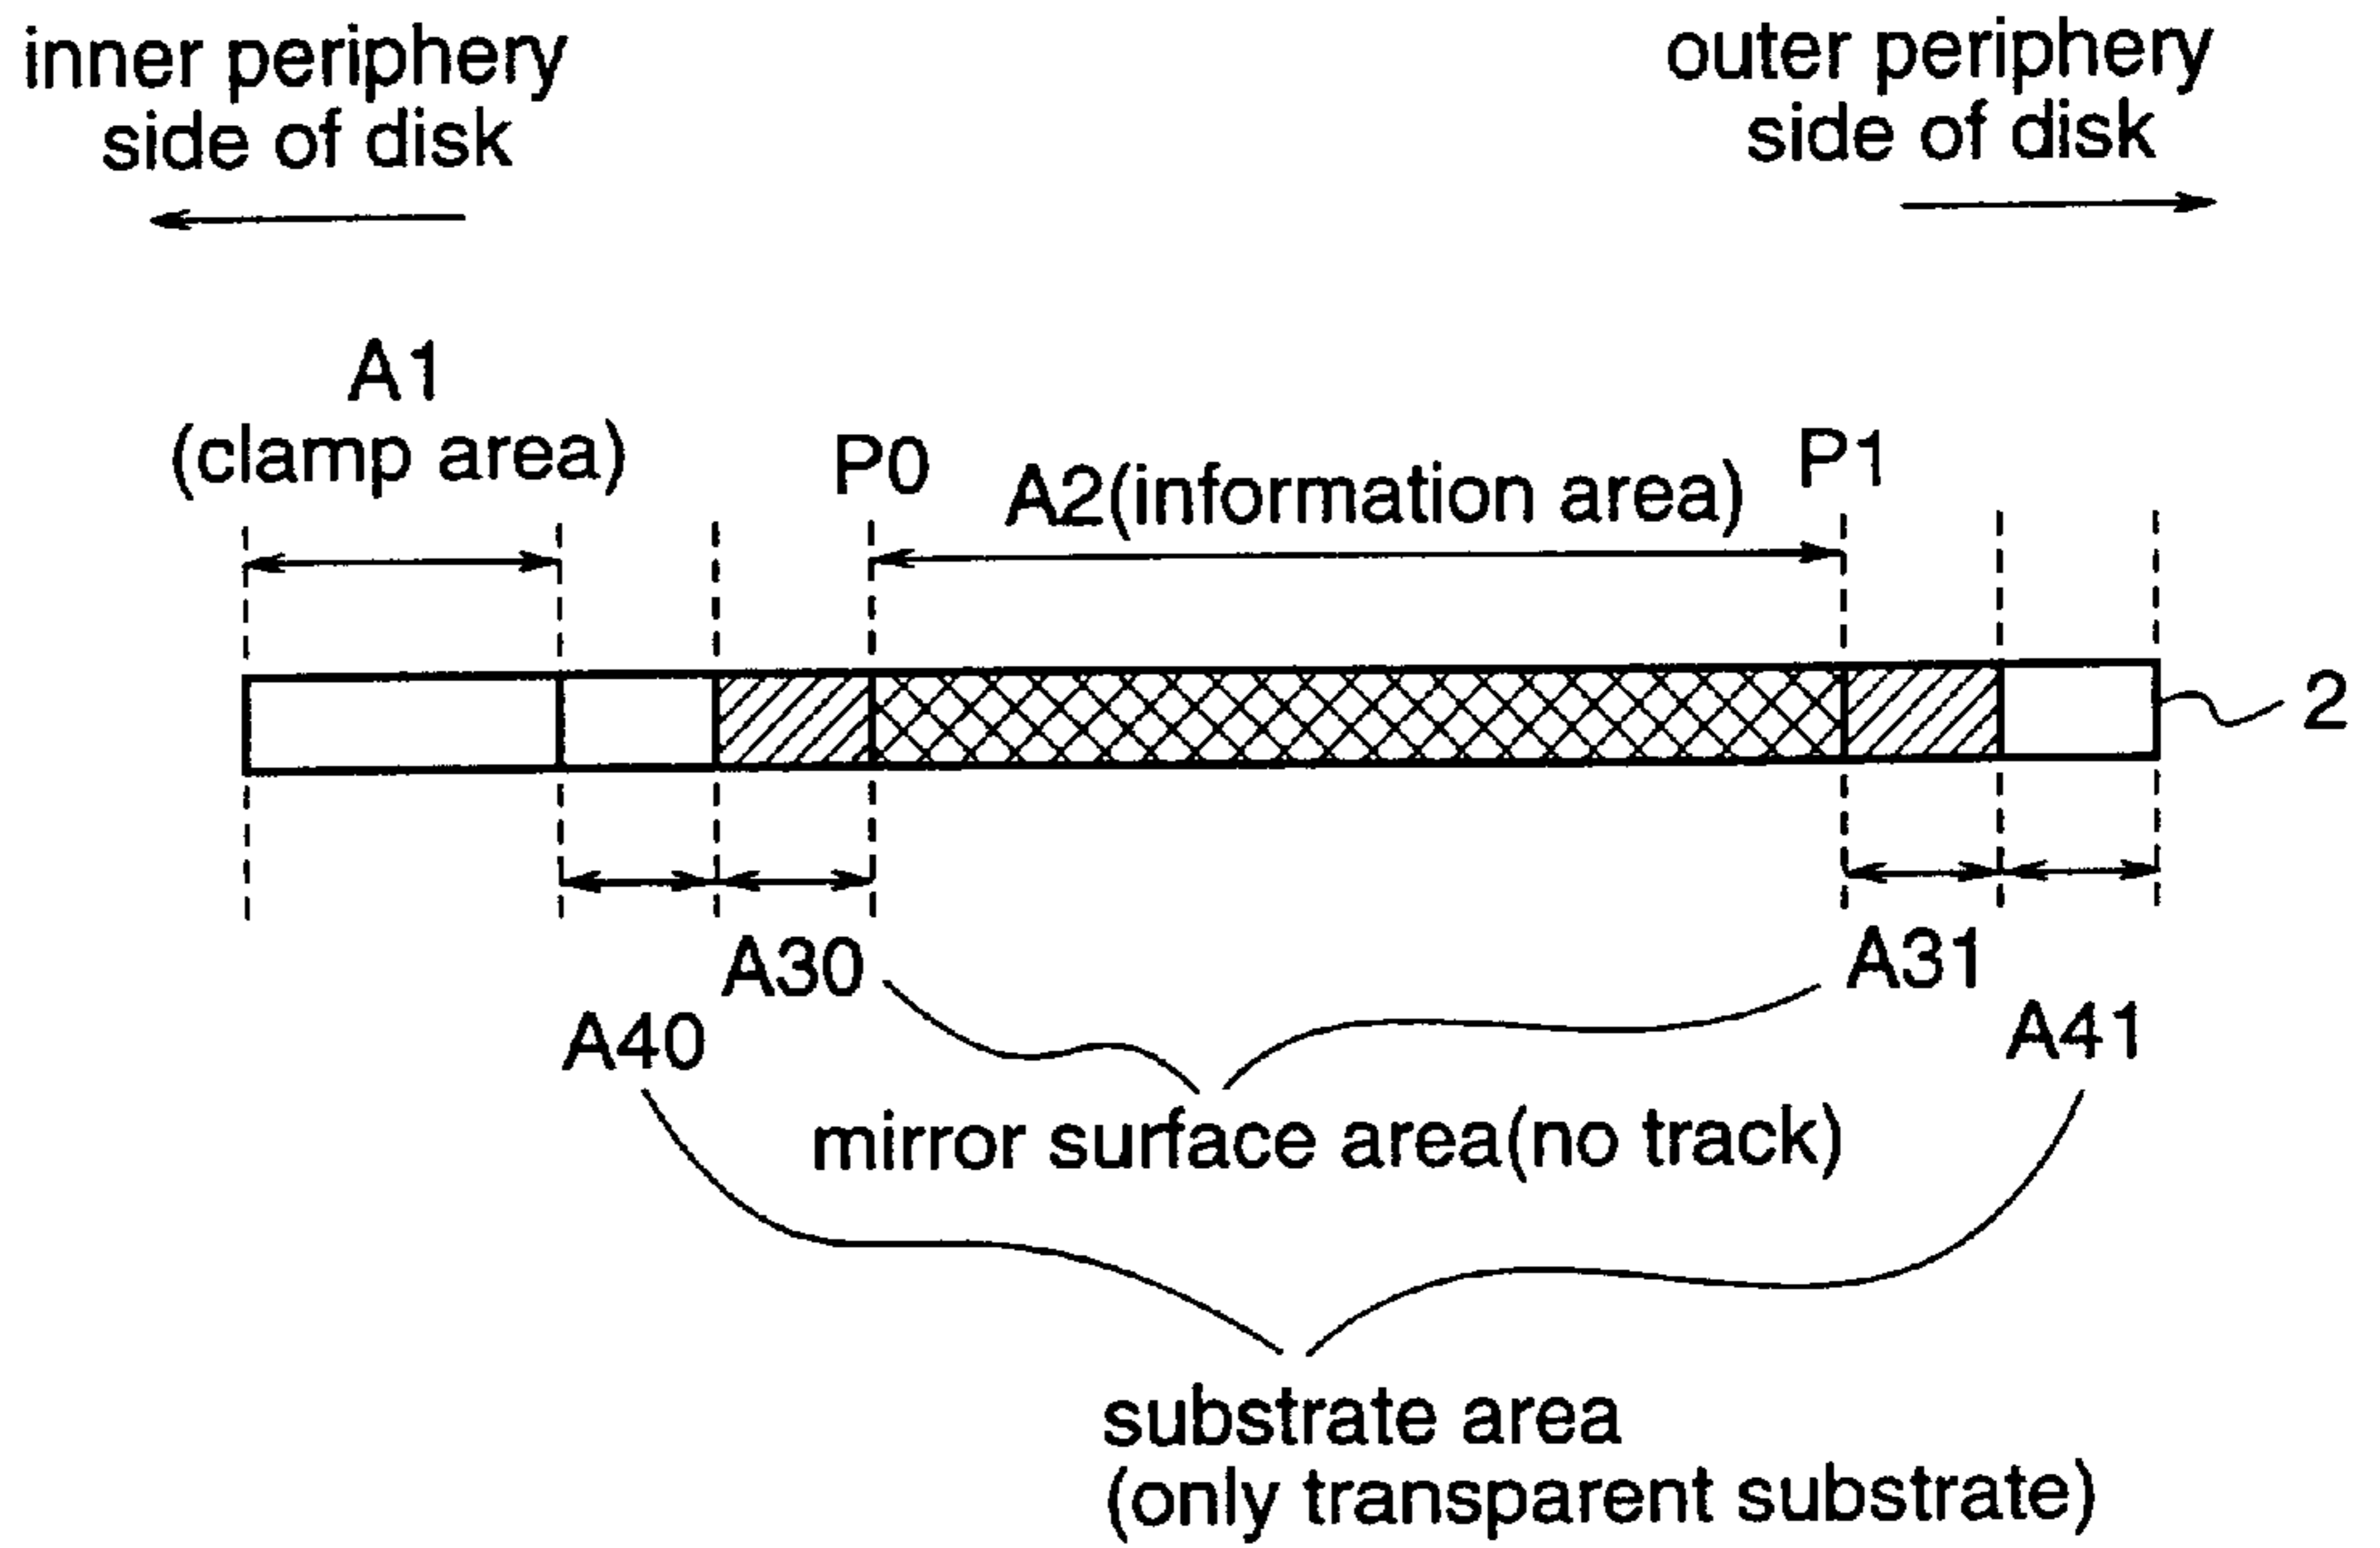 inner periphery
side of disk
outer periphery
side of disk
A1
(clamp area)
P0
A2(information area)
P1
2
A30
A31
A40
A41
mirror surface area(no track)
substrate area
(only transparent substrate)